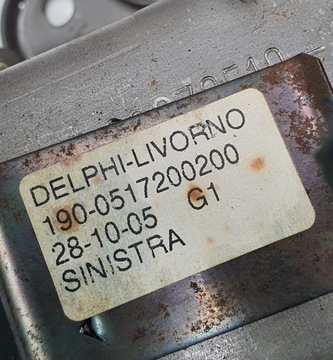 DELPHI-LIVORNO
190-0517200200
28-10-05 G1
SINISTRA